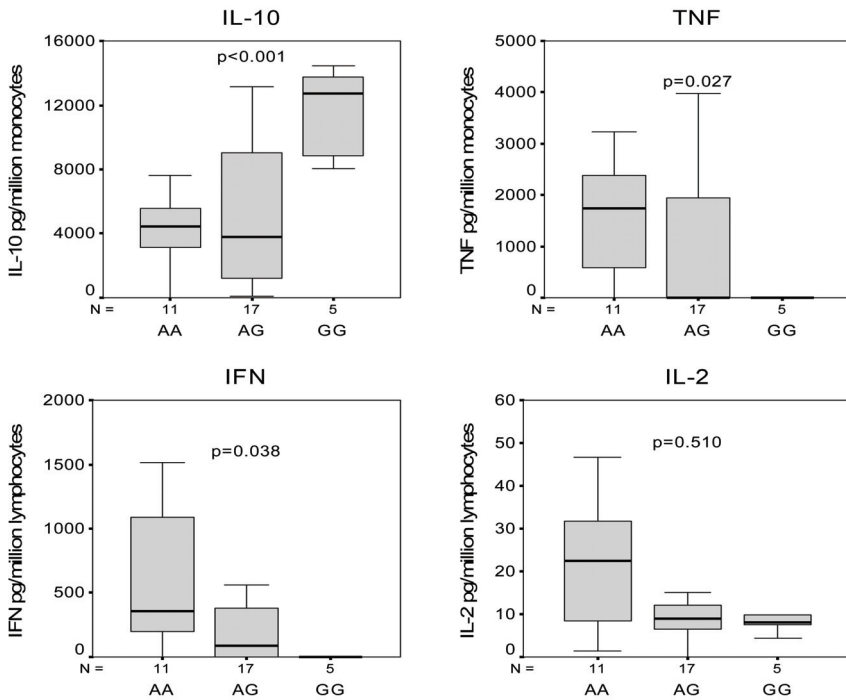 IL-10
IL-10 pg/million monocytes
16000
12000
8000
4000
0
p<0.001
N = 11 17 5
AA AG GG
TNF
TNF pg/million monocytes
5000
4000
3000
2000
1000
0
p=0.027
N = 11 17 5
AA AG GG
IFN
IFN pg/million lymphocytes
2000
1500
1000
500
0
p=0.038
N = 11 17 5
AA AG GG
IL-2
IL-2 pg/million lymphocytes
60
50
40
30
20
10
0
p=0.510
N = 11 17 5
AA AG GG